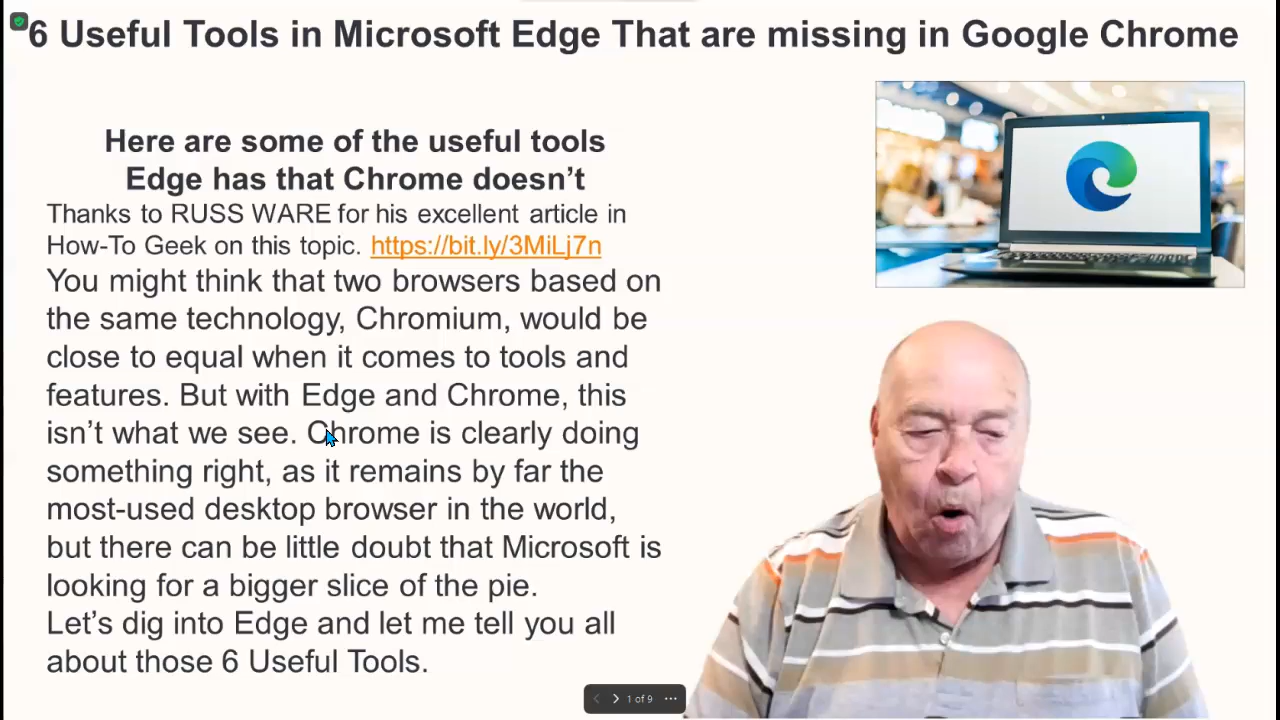 6 Useful Tools in Microsoft Edge That are missing in Google Chrome
Here are some of the useful tools
Edge has that Chrome doesn’t
Thanks to RUSS WARE for his excellent article in
How-To Geek on this topic. https://bit.ly/3MiLj7n
You might think that two browsers based on
the same technology, Chromium, would be
close to equal when it comes to tools and
features. But with Edge and Chrome, this
isn’t what we see. Chrome is clearly doing
something right, as it remains by far the
most-used desktop browser in the world,
but there can be little doubt that Microsoft is
looking for a bigger slice of the pie.
Let’s dig into Edge and let me tell you all
about those 6 Useful Tools.
1 of 9